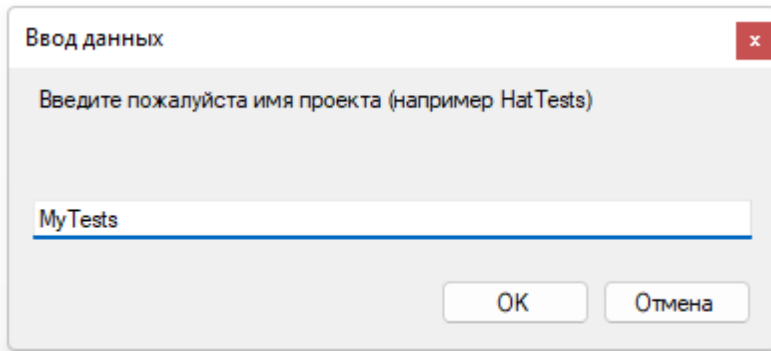 Ввод данных
x
Введите пожалуйста имя проекта (например HatTests)
MyTests
OK
Отмена